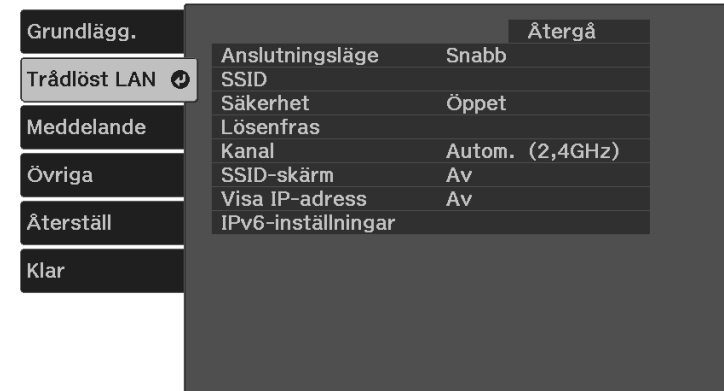 Grundlägg.
Trådlöst LAN
Meddelande
Övriga
Återställ
Klar
Återgå
Anslutningsläge Snabb
SSID
Säkerhet Öppet
Lösenfras
Kanal Autom. (2,4GHz)
SSID-skärm Av
Visa IP-adress Av
IPv6-inställningar